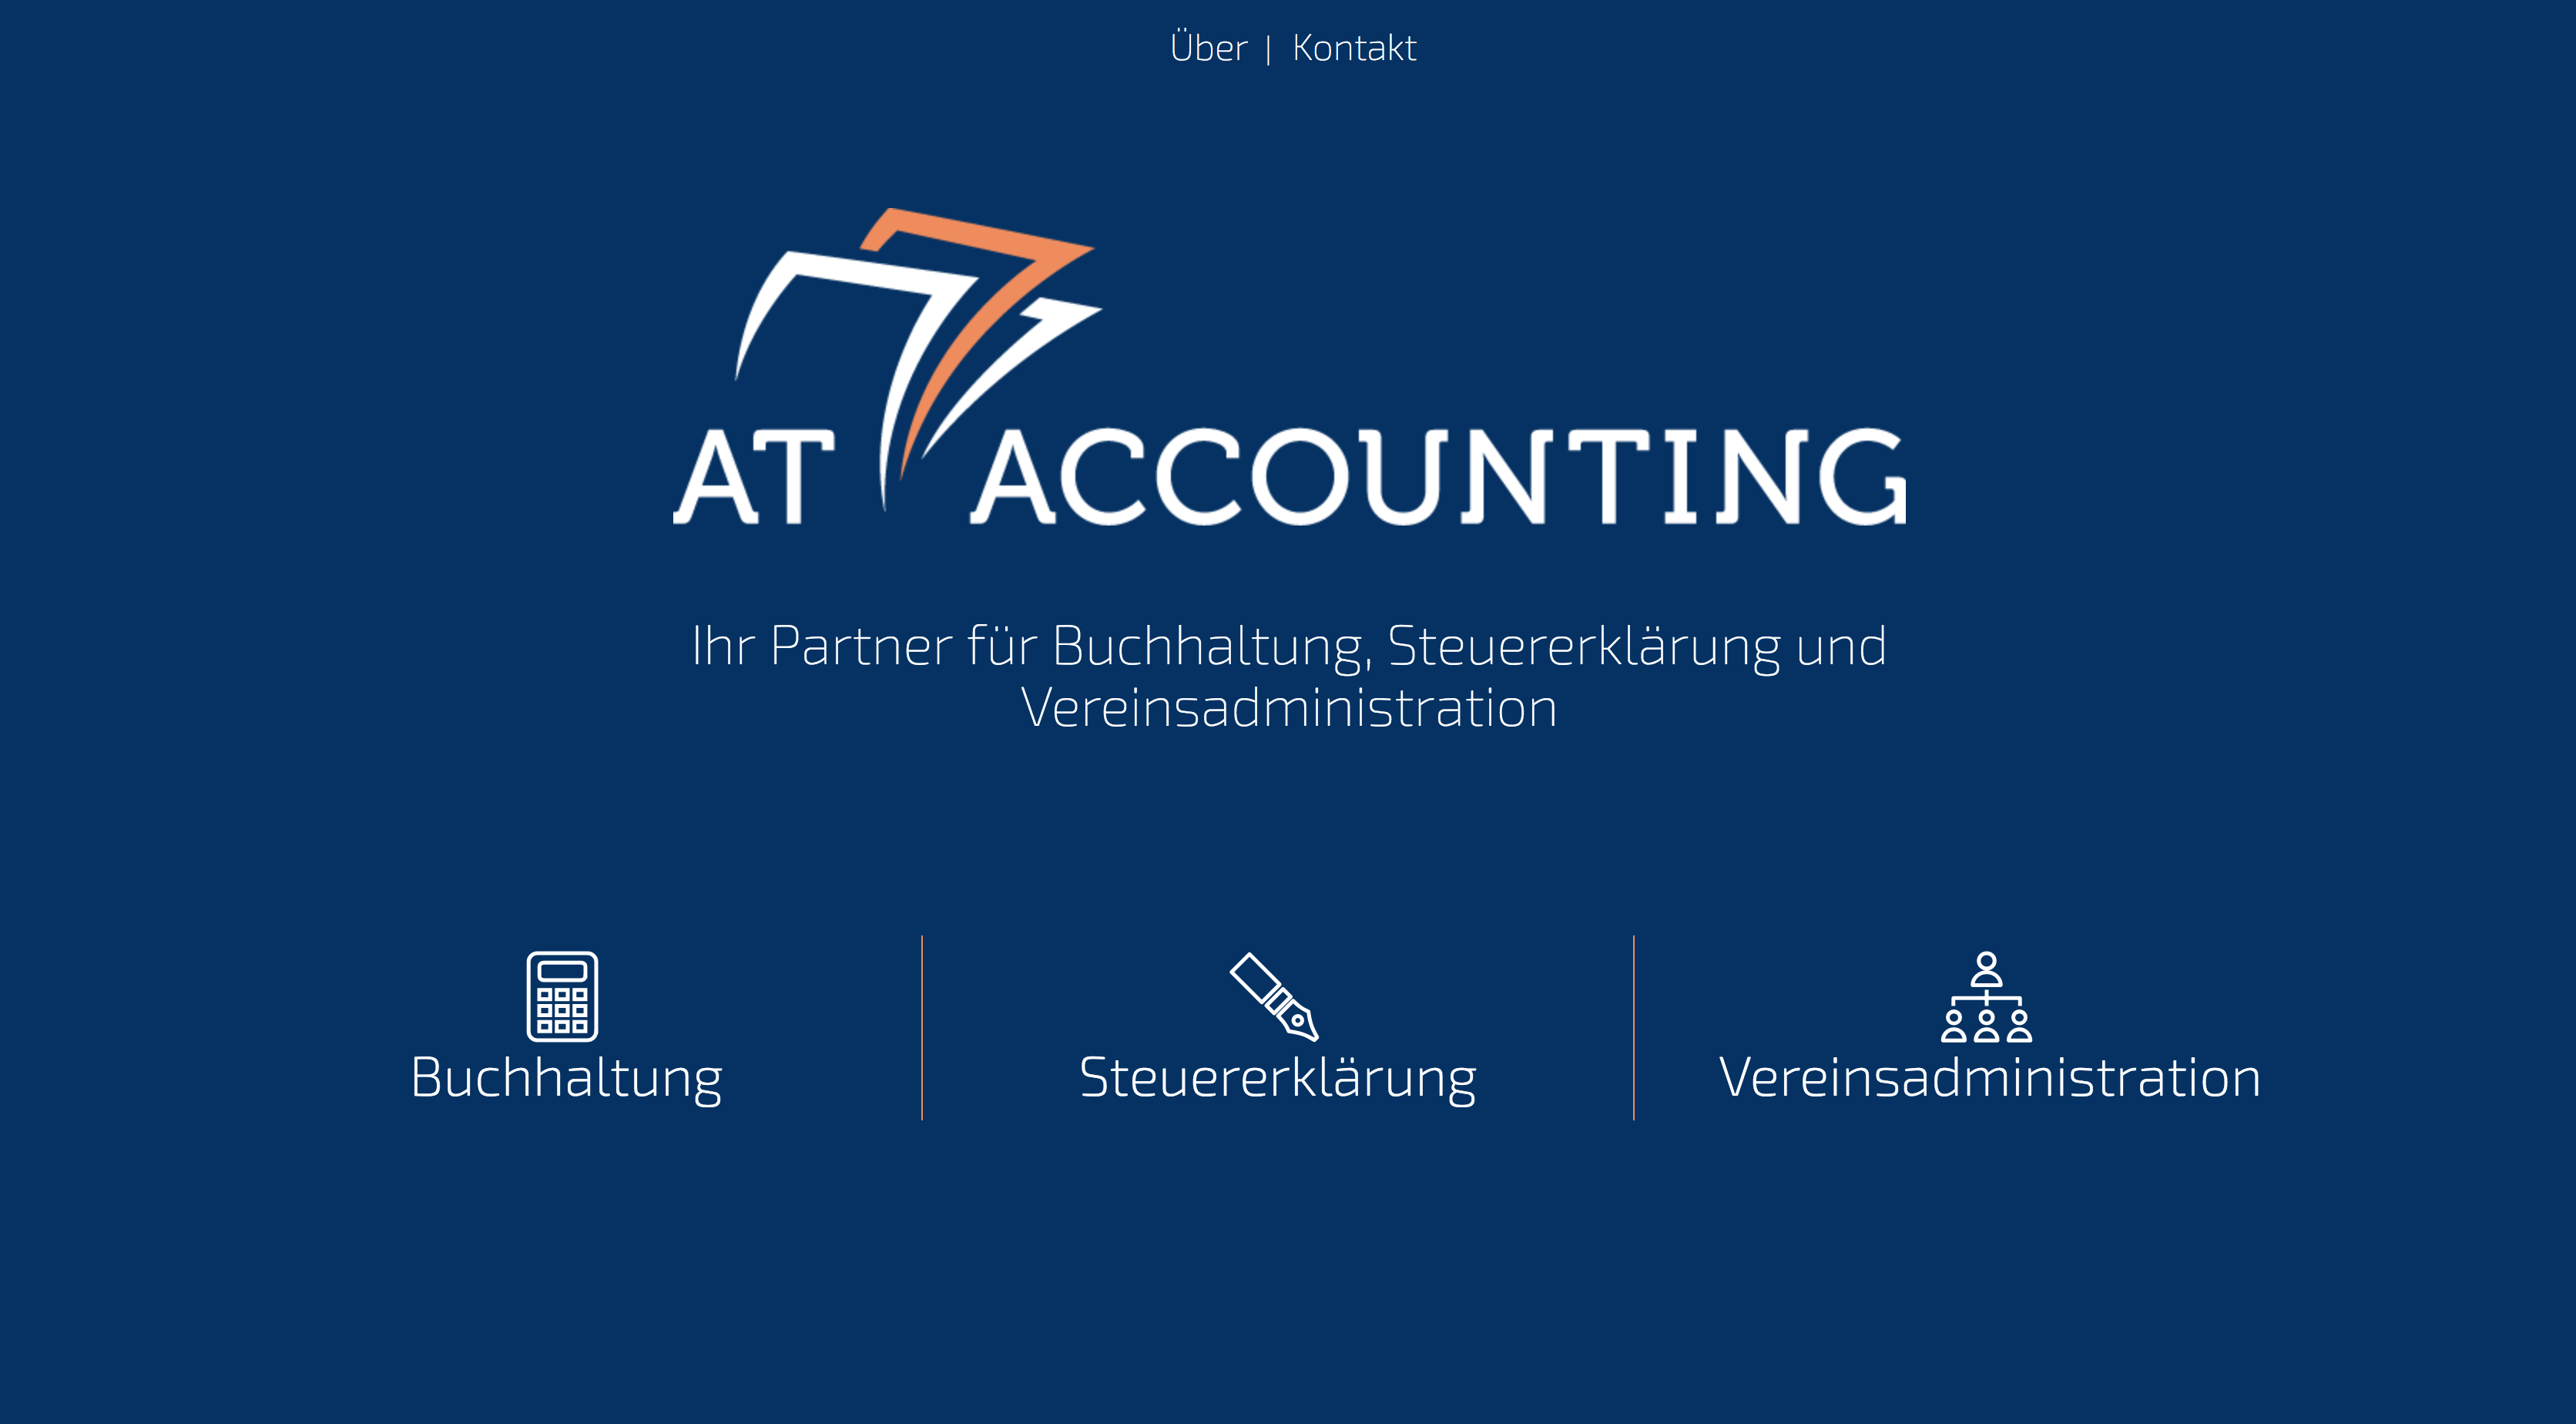 Über | Kontakt
AT ACCOUNTING
Ihr Partner für Buchhaltung, Steuererklärung und
Vereinsadministration
Buchhaltung
Steuererklärung
Vereinsadministration